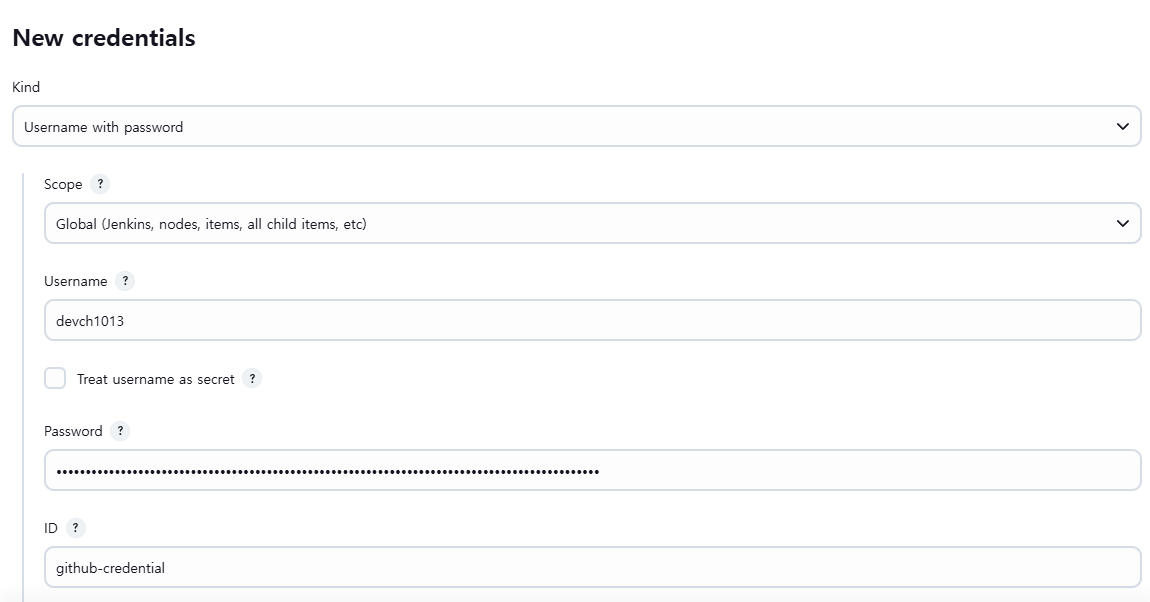 New credentials
Kind
Username with password
Scope ?
Global (Jenkins, nodes, items, all child items, etc)
Username ?
devch1013
Treat username as secret ?
Password ?
••••••••••••••••••••••••••••••••••••••••••••••••••••••••••••••••••••••••••••••••••••••••••••
ID ?
github-credential